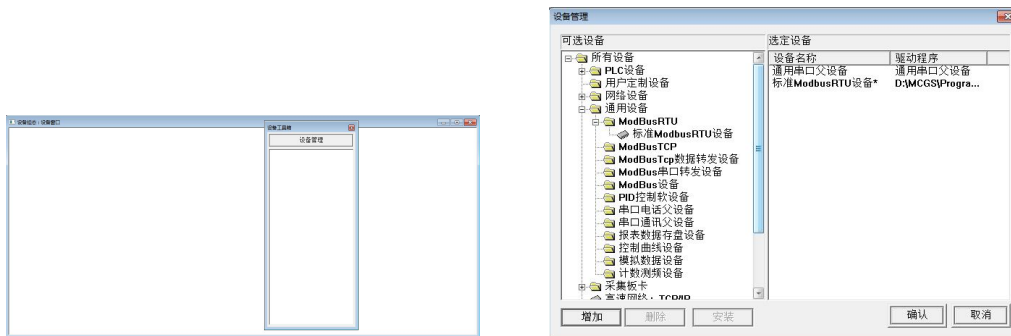 设备组态：设备窗口
设备工具箱
设备管理
设备管理
可选设备
选定设备
所有设备
PLC设备
用户定制设备
网络设备
通用设备
ModBusRTU
标准ModbusRTU设备
ModBusTCP
ModBusTcp数据转发设备
ModBus串口转发设备
ModBus设备
PID控制软设备
串口电话父设备
串口通讯父设备
报表数据存盘设备
控制曲线设备
模拟数据设备
计数测频设备
采集板卡
高速网络：TCPIP
设备名称 驱动程序
通用串口父设备 通用串口父设备
标准ModbusRTU设备* D:\MCGS\Progra...
增加 删除 安装 确认 取消